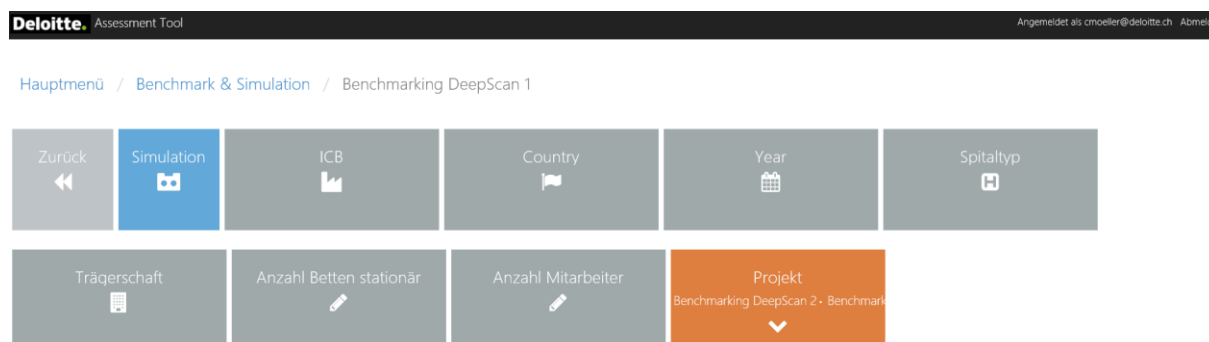 Deloitte. Assessment Tool Angemeldet als cmoeller@deloitte.ch Abmeld
Hauptmenü / Benchmark & Simulation / Benchmarking DeepScan 1
Zurück Simulation ICB Country Year Spitaltyp
Trägerschaft Anzahl Betten stationär Anzahl Mitarbeiter Projekt
Benchmarking DeepScan 2 · Benchmark